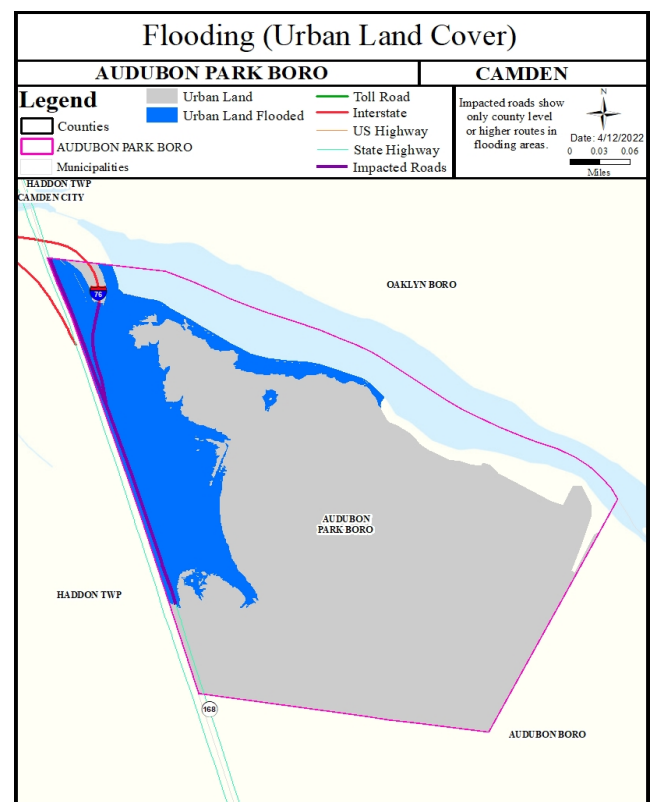 Flooding (Urban Land Cover)
AUDUBON PARK BORO
CAMDEN
Legend
Counties
AUDUBON PARK BORO
Municipalities
Urban Land
Urban Land Flooded
Toll Road
Interstate
US Highway
State Highway
Impacted Roads
Impacted roads show
only county level
or higher routes in
flooding areas.
N
Date: 4/12/2022
0 0.03 0.06
Miles
HADDON TWP
CAMDEN CITY
OAKLYN BORO
76
AUDUBON
PARK BORO
HADDON TWP
168
AUDUBON BORO